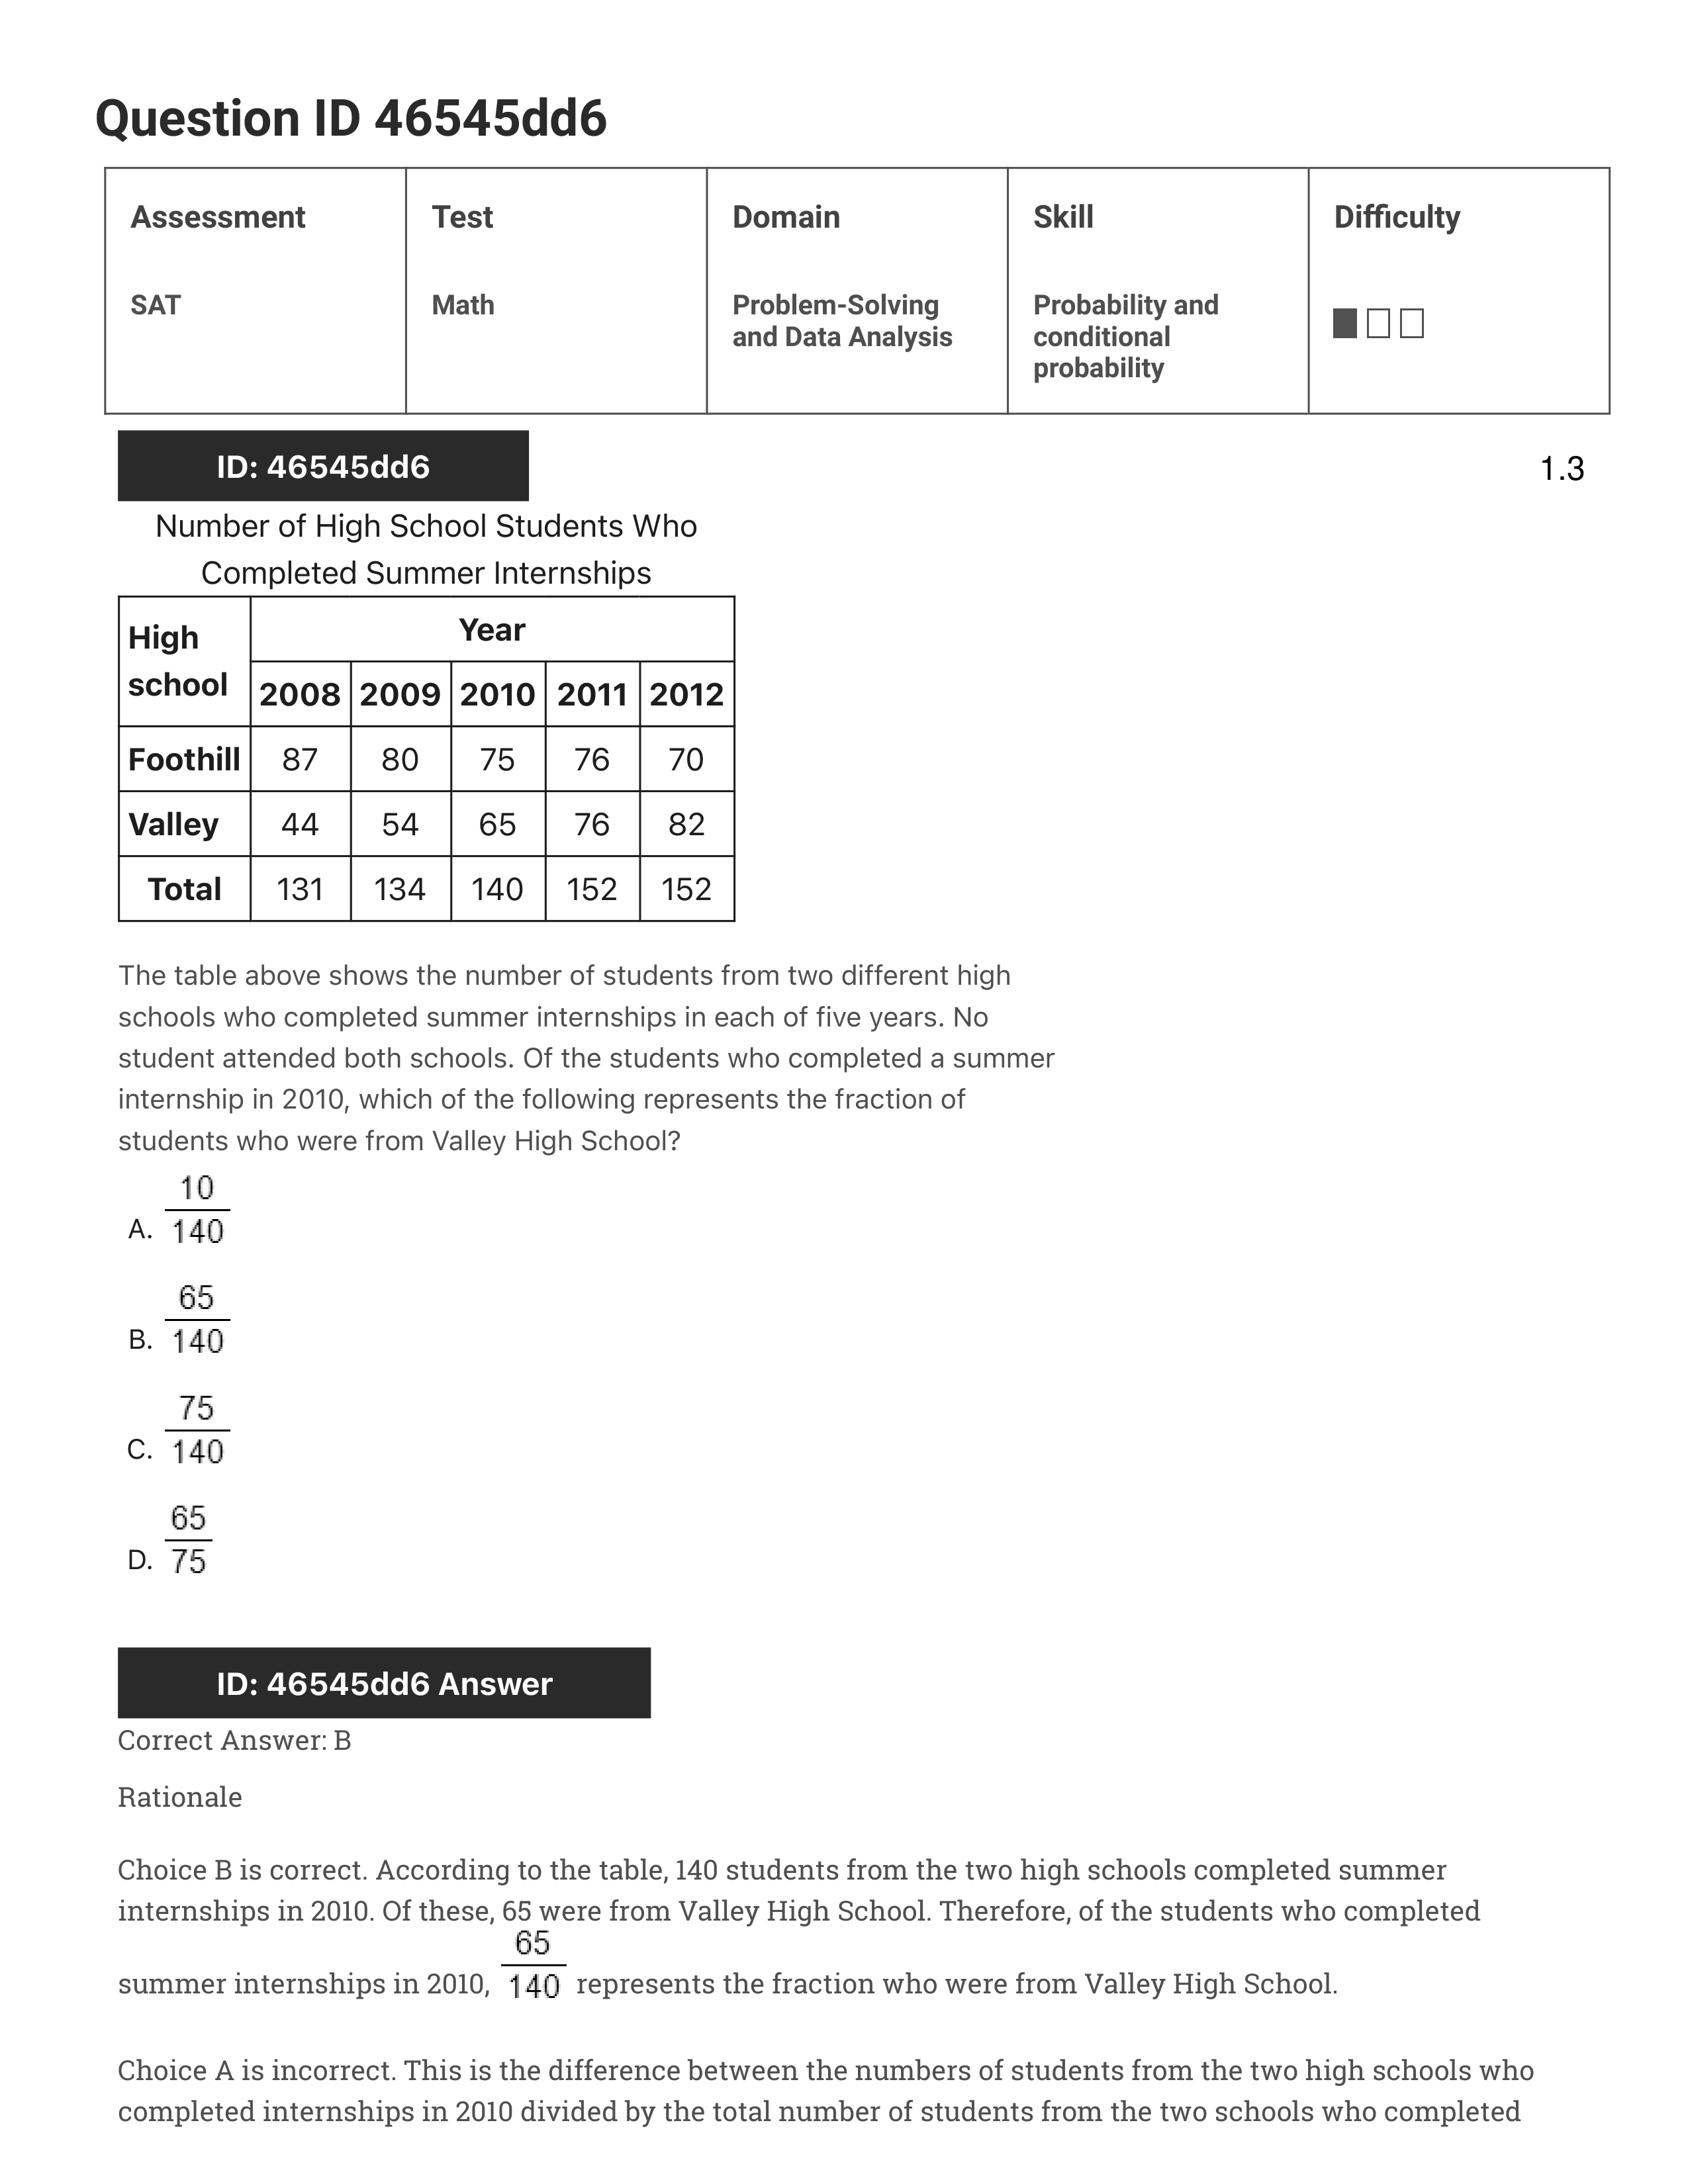 Question ID 46545dd6
Assessment Test Domain Skill Difficulty
SAT Math Problem-Solving and Data Analysis Probability and conditional probability
ID: 46545dd6
1.3
Number of High School Students Who
Completed Summer Internships
High school Year
2008 2009 2010 2011 2012
Foothill 87 80 75 76 70
Valley 44 54 65 76 82
Total 131 134 140 152 152
The table above shows the number of students from two different high
schools who completed summer internships in each of five years. No
student attended both schools. Of the students who completed a summer
internship in 2010, which of the following represents the fraction of
students who were from Valley High School?
A. 10/140
B. 65/140
C. 75/140
D. 65/75
ID: 46545dd6 Answer
Correct Answer: B
Rationale
Choice B is correct. According to the table, 140 students from the two high schools completed summer
internships in 2010. Of these, 65 were from Valley High School. Therefore, of the students who completed
summer internships in 2010, 65/140 represents the fraction who were from Valley High School.
Choice A is incorrect. This is the difference between the numbers of students from the two high schools who
completed internships in 2010 divided by the total number of students from the two schools who completed